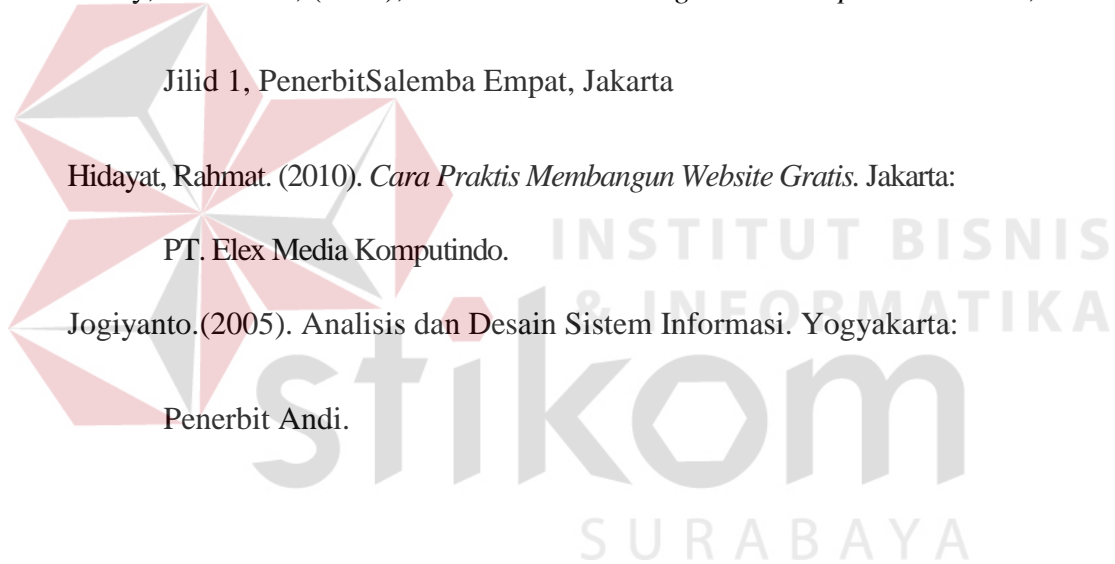 Jilid 1, PenerbitSalemba Empat, Jakarta
Hidayat, Rahmat. (2010). Cara Praktis Membangun Website Gratis. Jakarta:
PT. Elex Media Komputindo.
INSTITUT BISNIS
& INFORMATIKA
Jogiyanto.(2005). Analisis dan Desain Sistem Informasi. Yogyakarta:
stikom
Penerbit Andi.
SURABAYA